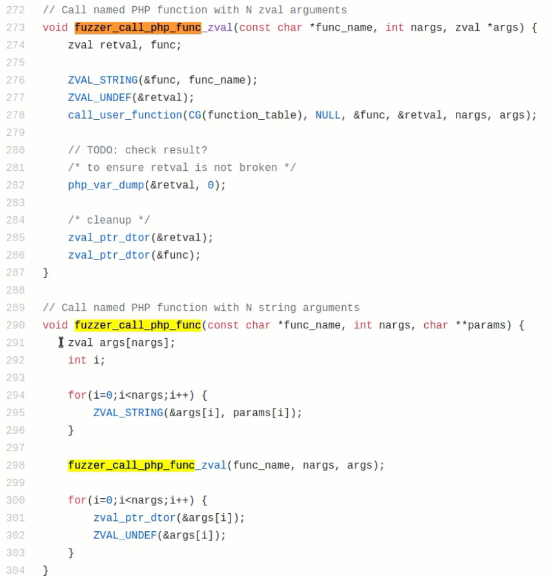 272 // Call named PHP function with N zval arguments
273 void fuzzer_call_php_func_zval(const char *func_name, int nargs, zval *args) {
274     zval retval, func;
275
276     ZVAL_STRING(&func, func_name);
277     ZVAL_UNDEF(&retval);
278     call_user_function(CG(function_table), NULL, &func, &retval, nargs, args);
279
280     // TODO: check result?
281     /* to ensure retval is not broken */
282     php_var_dump(&retval, 0);
283
284     /* cleanup */
285     zval_ptr_dtor(&retval);
286     zval_ptr_dtor(&func);
287 }
288
289 // Call named PHP function with N string arguments
290 void fuzzer_call_php_func(const char *func_name, int nargs, char **params) {
291     zval args[nargs];
292     int i;
293
294     for(i=0;i<nargs;i++) {
295         ZVAL_STRING(&args[i], params[i]);
296     }
297
298     fuzzer_call_php_func_zval(func_name, nargs, args);
299
300     for(i=0;i<nargs;i++) {
301         zval_ptr_dtor(&args[i]);
302         ZVAL_UNDEF(&args[i]);
303     }
304 }